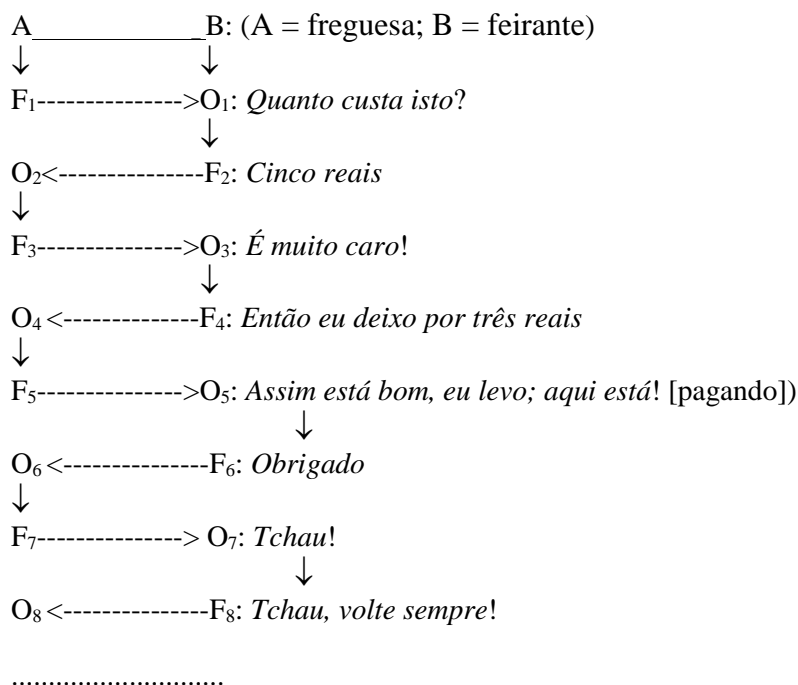 A________________B: (A = freguesa; B = feirante)
↓ ↓
F₁--------------->O₁: Quanto custa isto?
↓
O₂<---------------F₂: Cinco reais
↓
F₃--------------->O₃: É muito caro!
↓
O₄<--------------F₄: Então eu deixo por três reais
↓
F₅--------------->O₅: Assim está bom, eu levo; aqui está! [pagando])
↓
O₆<---------------F₆: Obrigado
↓
F₇---------------> O₇: Tchau!
↓
O₈<---------------F₈: Tchau, volte sempre!
.............................